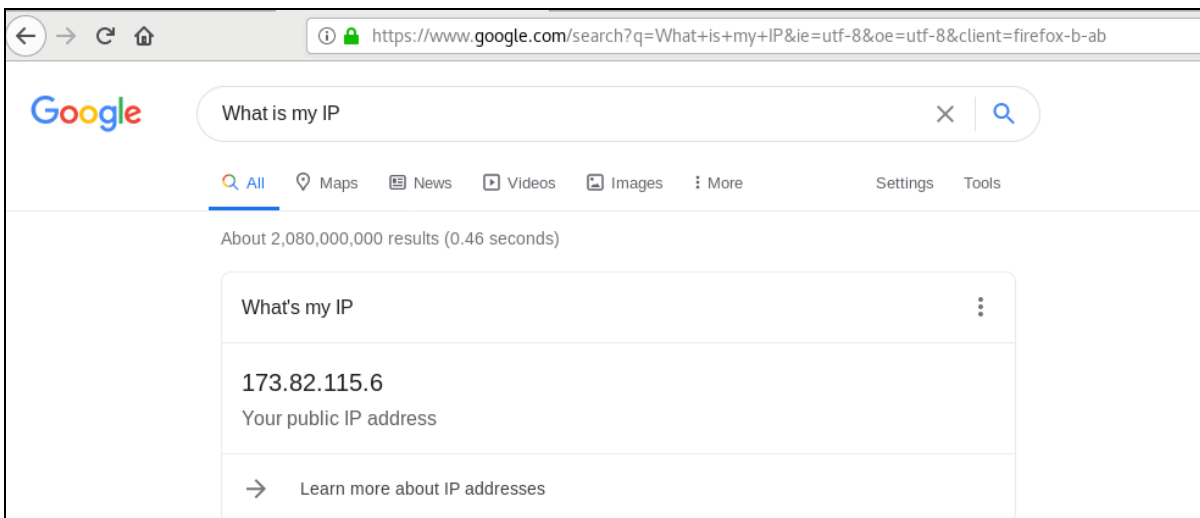 https://www.google.com/search?q=What+is+my+IP&ie=utf-8&oe=utf-8&client=firefox-b-ab
Google What is my IP
All Maps News Videos Images More Settings Tools
About 2,080,000,000 results (0.46 seconds)
What's my IP
173.82.115.6
Your public IP address
Learn more about IP addresses